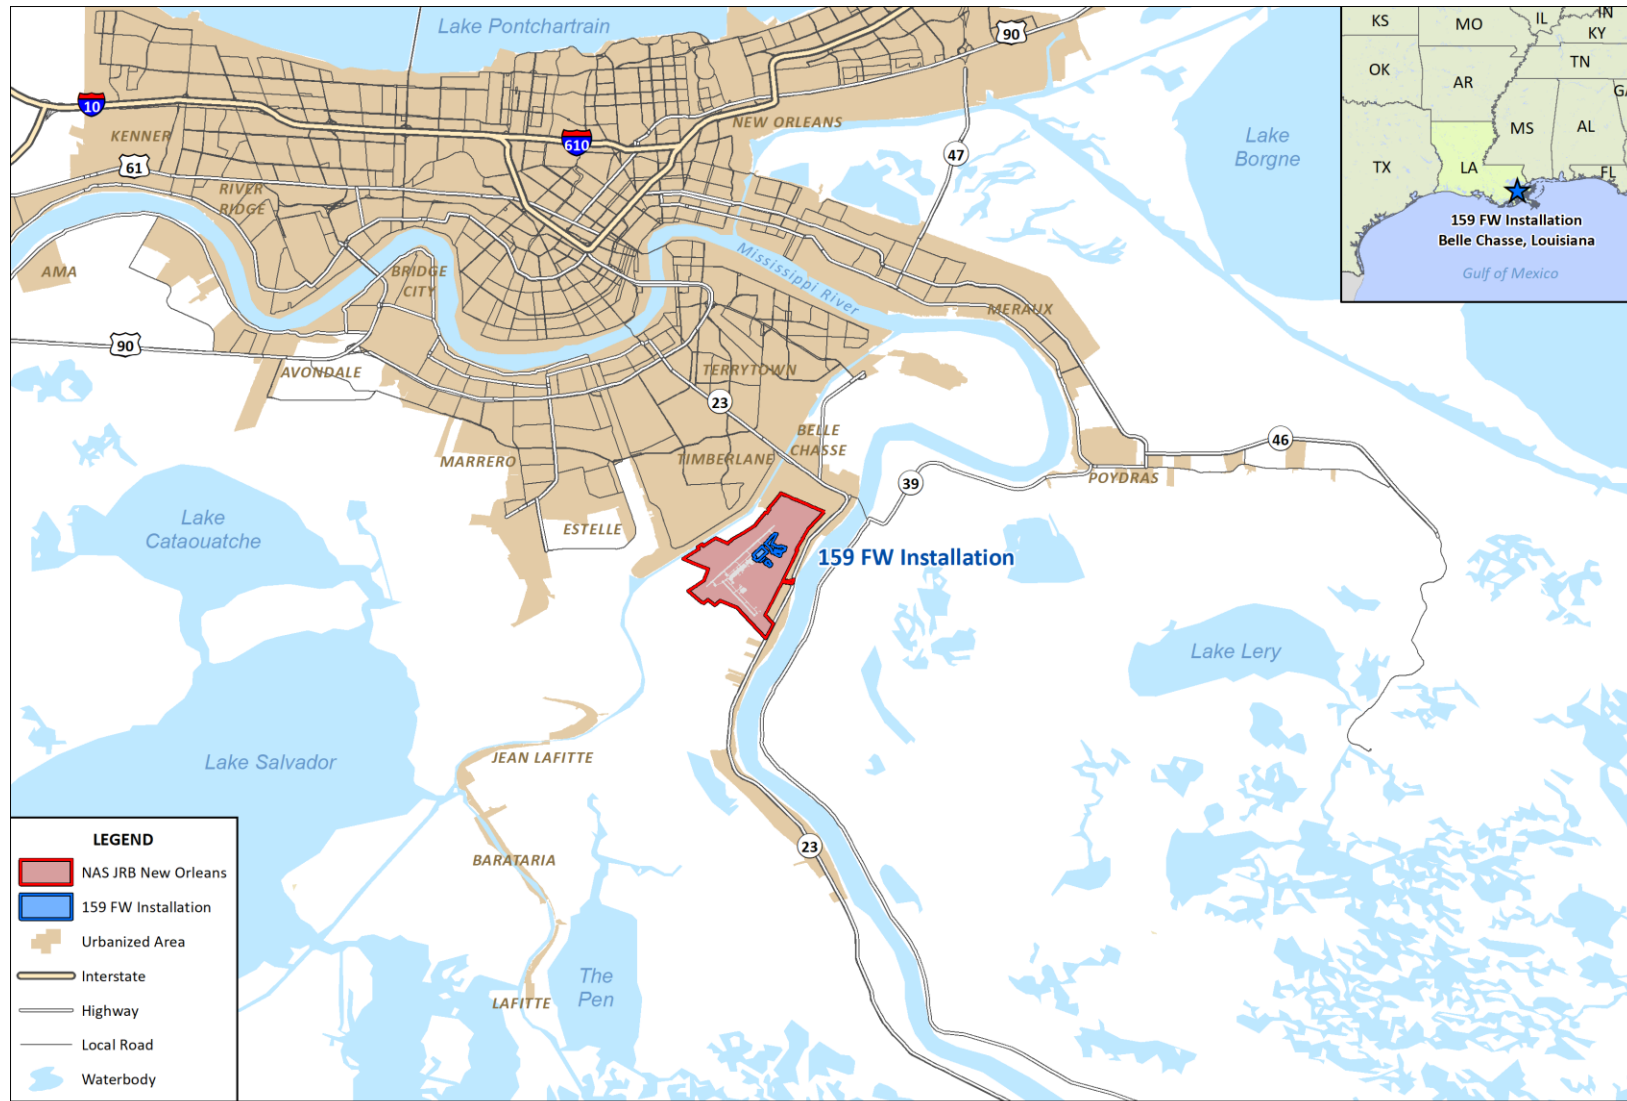 Lake Pontchartrain
90
10
KENNER
NEW ORLEANS
610
61
47
Lake
Borgne
RIVER
RIDGE
AMA
BRIDGE
CITY
Mississippi River
MERAUX
90
AVONDALE
TERRYTOWN
23
BELLE
CHASSE
MARRERO
TIMBERLANE
46
POYDRAS
39
Lake
Cataouatche
ESTELLE
159 FW Installation
Lake Lery
JEAN LAFITTE
Lake Salvador
23
BARATARIA
The
Pen
LAFITTE
KS
MO
IL
IN
KY
OK
AR
TN
TX
LA
MS
AL
FL
159 FW Installation
Belle Chasse, Louisiana
Gulf of Mexico
LEGEND
NAS JRB New Orleans
159 FW Installation
Urbanized Area
Interstate
Highway
Local Road
Waterbody